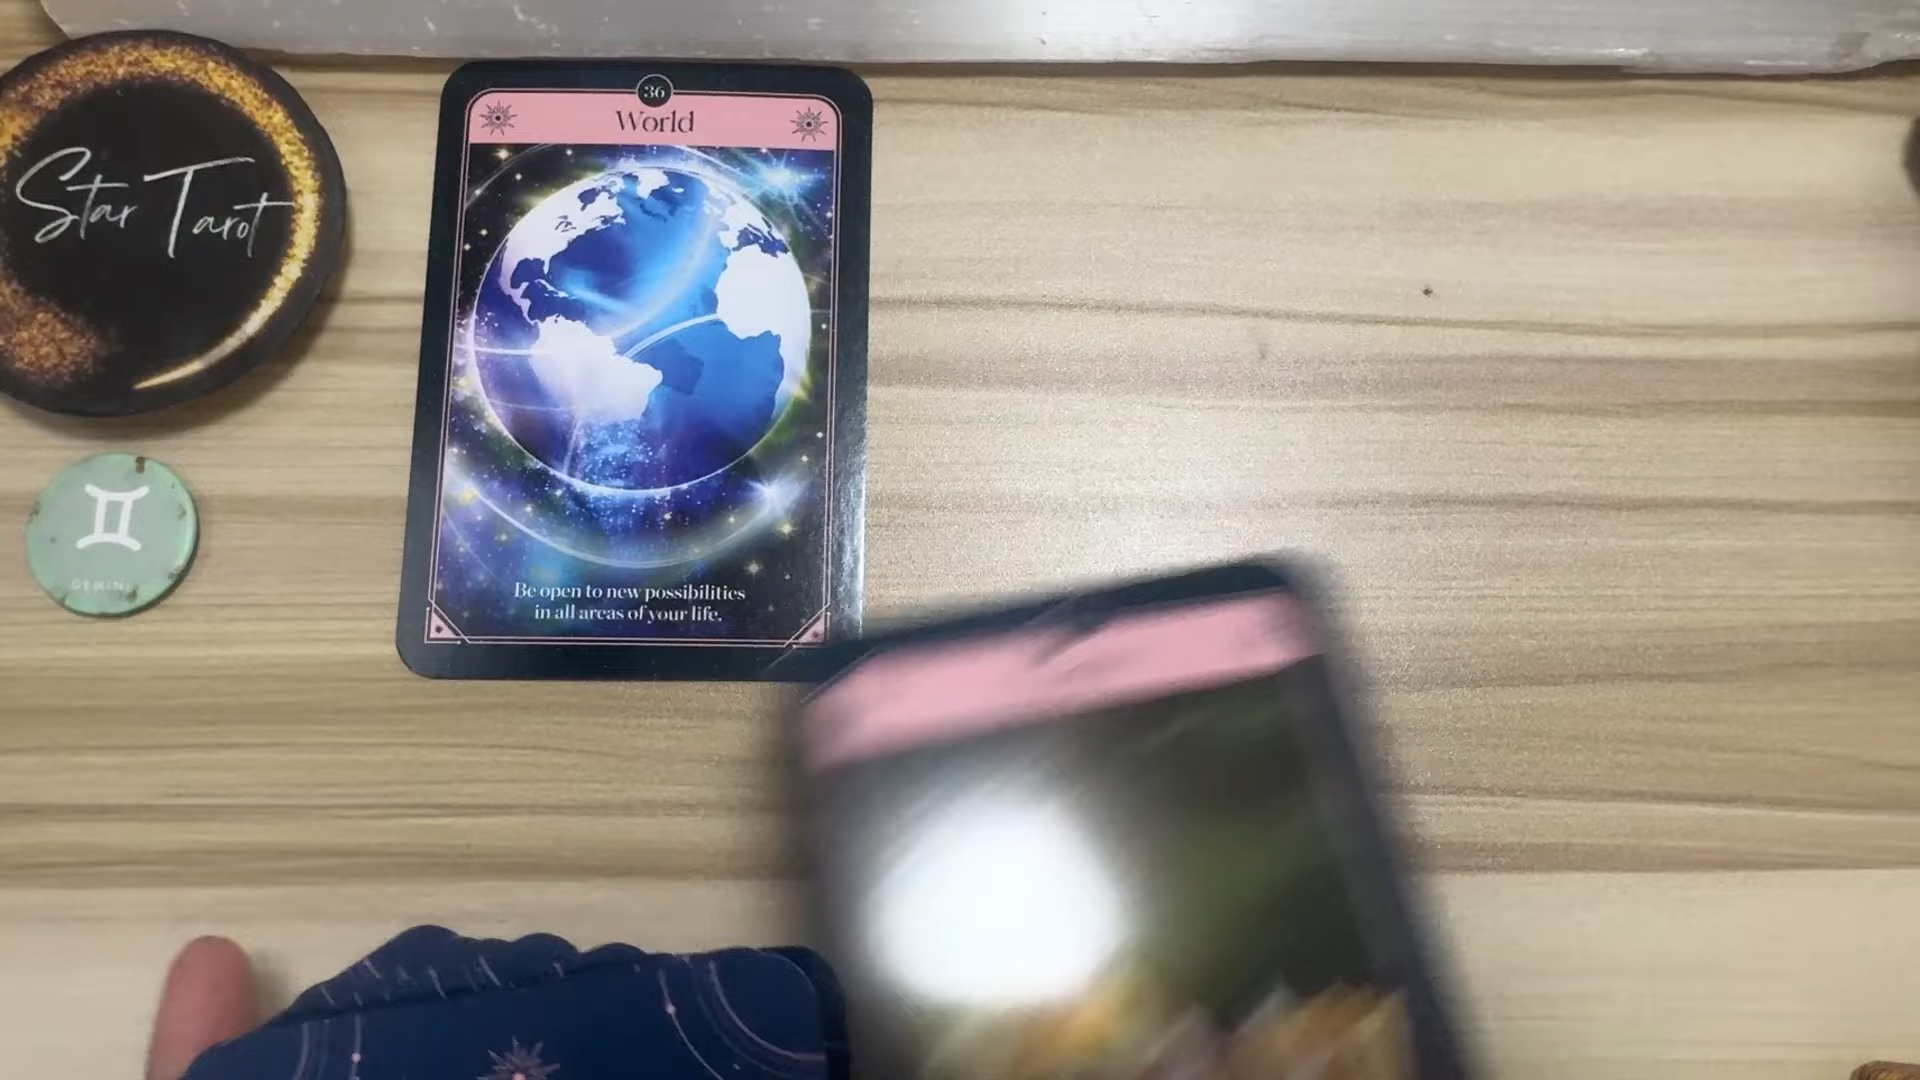 Star Tarot
36
World
Be open to new possibilities
in all areas of your life.
GEMINI